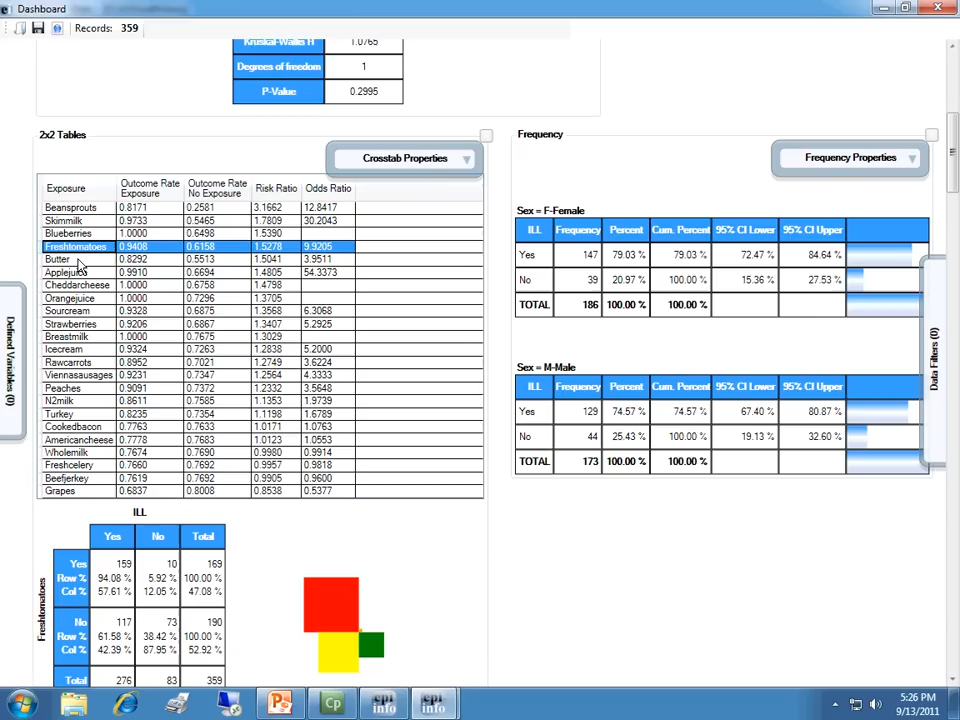 Dashboard
Records: 359
Kruskal-Wallis H 1.0765
Degrees of freedom 1
P-Value 0.2995
2x2 Tables
Crosstab Properties
Exposure Outcome Rate Exposure Outcome Rate No Exposure Risk Ratio Odds Ratio
Beansprouts 0.8171 0.2581 3.1662 12.8417
Skimmilk 0.9733 0.5465 1.7809 30.2043
Blueberries 1.0000 0.6498 1.5390
Freshtomatoes 0.9408 0.6158 1.5278 9.9205
Butter 0.8292 0.5513 1.5041 3.9511
Applejuice 0.9910 0.6694 1.4805 54.3373
Cheddarcheese 1.0000 0.6758 1.4798
Orangejuice 1.0000 0.7296 1.3705
Sourcream 0.9328 0.6875 1.3568 6.3068
Strawberries 0.9206 0.6867 1.3407 5.2925
Breastmilk 1.0000 0.7675 1.3029
Icecream 0.9324 0.7263 1.2838 5.2000
Rawcarrots 0.8952 0.7021 1.2749 3.6224
Viennasausages 0.9231 0.7347 1.2564 4.3333
Peaches 0.9091 0.7372 1.2332 3.5648
N2milk 0.8611 0.7585 1.1353 1.9739
Turkey 0.8235 0.7354 1.1198 1.6789
Cookedbacon 0.7763 0.7633 1.0171 1.0763
Americancheese 0.7778 0.7683 1.0123 1.0553
Wholemilk 0.7674 0.7690 0.9980 0.9914
Freshcelery 0.7660 0.7692 0.9957 0.9818
Beefjerkey 0.7619 0.7692 0.9905 0.9600
Grapes 0.6837 0.8008 0.8538 0.5377
ILL
Yes No Total
Freshtomatoes
Yes 159 10 169
Row % 94.08 % 5.92 % 100.00 %
Col % 57.61 % 12.05 % 47.08 %
No 117 73 190
Row % 61.58 % 38.42 % 100.00 %
Col % 42.39 % 87.95 % 52.92 %
Total 276 83 359
Frequency
Frequency Properties
Sex = F-Female
ILL Frequency Percent Cum. Percent 95% CI Lower 95% CI Upper
Yes 147 79.03 % 79.03 % 72.47 % 84.64 %
No 39 20.97 % 100.00 % 15.36 % 27.53 %
TOTAL 186 100.00 % 100.00 %
Sex = M-Male
ILL Frequency Percent Cum. Percent 95% CI Lower 95% CI Upper
Yes 129 74.57 % 74.57 % 67.40 % 80.87 %
No 44 25.43 % 100.00 % 19.13 % 32.60 %
TOTAL 173 100.00 % 100.00 %
Defined Variables (0)
Data Filters (0)
Cp
epi info
epi info
5:26 PM
9/13/2011